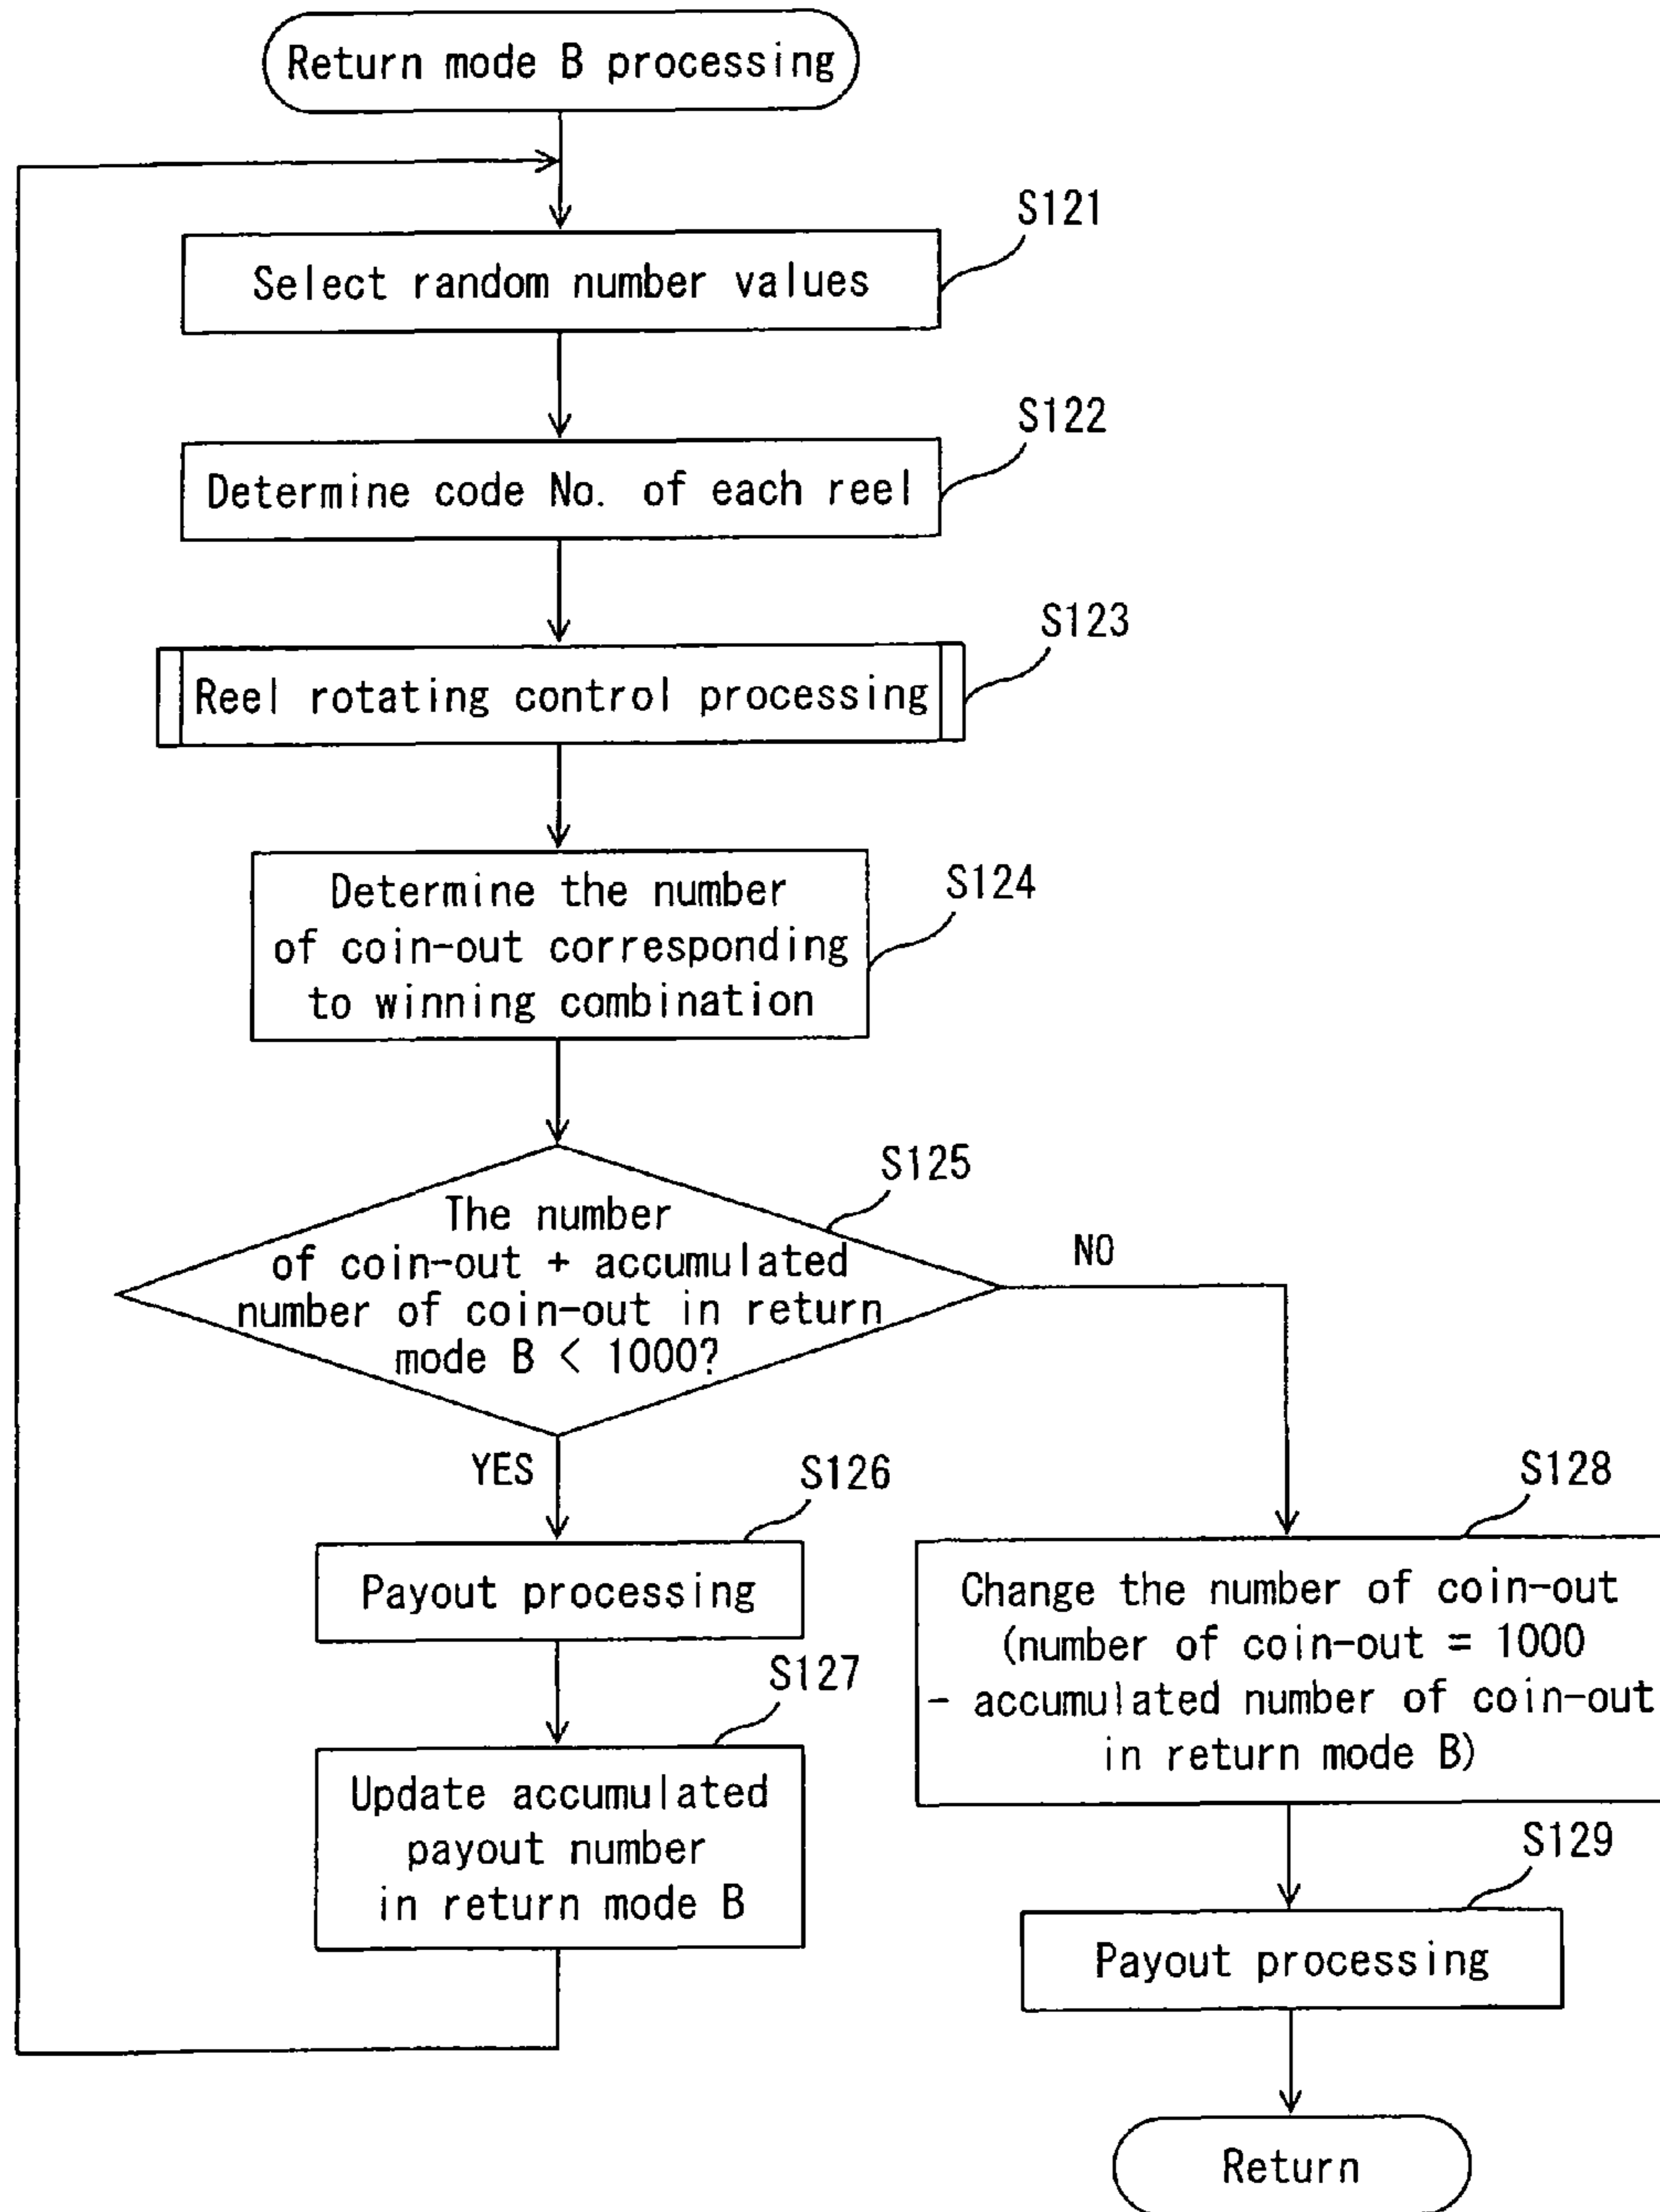 Return mode B processing
S121
Select random number values
S122
Determine code No. of each reel
S123
Reel rotating control processing
S124
Determine the number
of coin-out corresponding
to winning combination
S125
The number
of coin-out + accumulated
number of coin-out in return
mode B < 1000?
NO
YES
S126
Payout processing
S127
Update accumulated
payout number
in return mode B
S128
Change the number of coin-out
(number of coin-out = 1000
- accumulated number of coin-out
in return mode B)
S129
Payout processing
Return